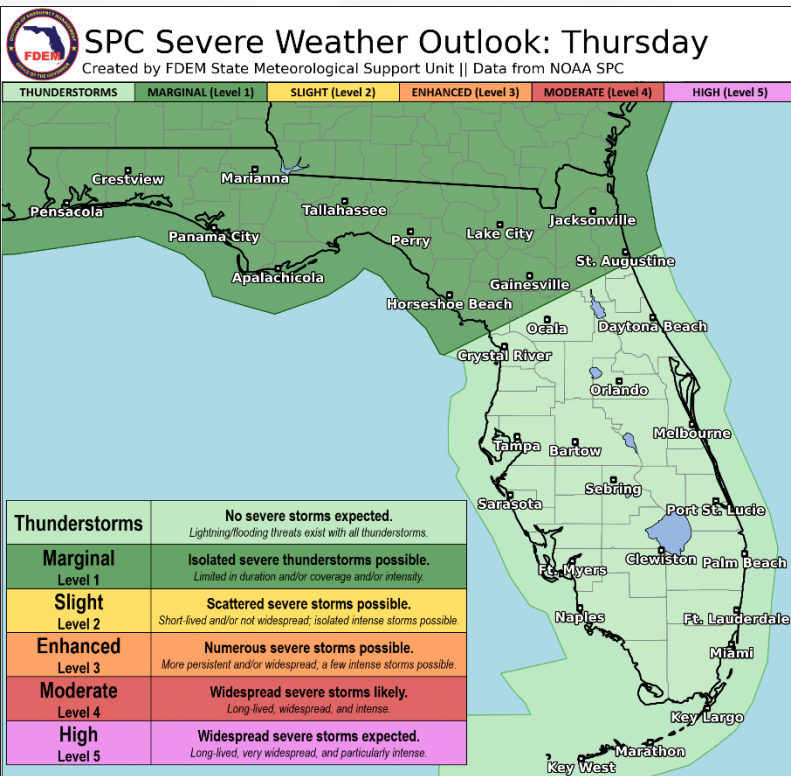 DIVISION OF EMERGENCY MANAGEMENT
FDEM
OFFICE OF THE GOVERNOR
SPC Severe Weather Outlook: Thursday
Created by FDEM State Meteorological Support Unit || Data from NOAA SPC
THUNDERSTORMS MARGINAL (Level 1) SLIGHT (Level 2) ENHANCED (Level 3) MODERATE (Level 4) HIGH (Level 5)
Crestview
Marianna
Pensacola
Tallahassee
Jacksonville
Panama City
Perry
Lake City
St. Augustine
Apalachicola
Gainesville
Horseshoe Beach
Ocala
Daytona Beach
Crystal River
Orlando
Melbourne
Tampa
Bartow
Sebring
Sarasota
Port St. Lucie
Clewiston
Palm Beach
Ft. Myers
Naples
Ft. Lauderdale
Miami
Key Largo
Marathon
Key West
Thunderstorms
No severe storms expected.
Lightning/flooding threats exist with all thunderstorms.
Marginal
Level 1
Isolated severe thunderstorms possible.
Limited in duration and/or coverage and/or intensity.
Slight
Level 2
Scattered severe storms possible.
Short-lived and/or not widespread; isolated intense storms possible.
Enhanced
Level 3
Numerous severe storms possible.
More persistent and/or widespread; a few intense storms possible.
Moderate
Level 4
Widespread severe storms likely.
Long-lived, widespread, and intense.
High
Level 5
Widespread severe storms expected.
Long-lived, very widespread, and particularly intense.